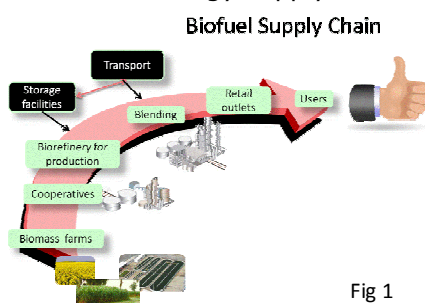 Biofuel Supply Chain
Transport
Storage
facilities
Retail
outlets
Users
Blending
Biorefinery for
production
Cooperatives
Biomass farms
Fig 1